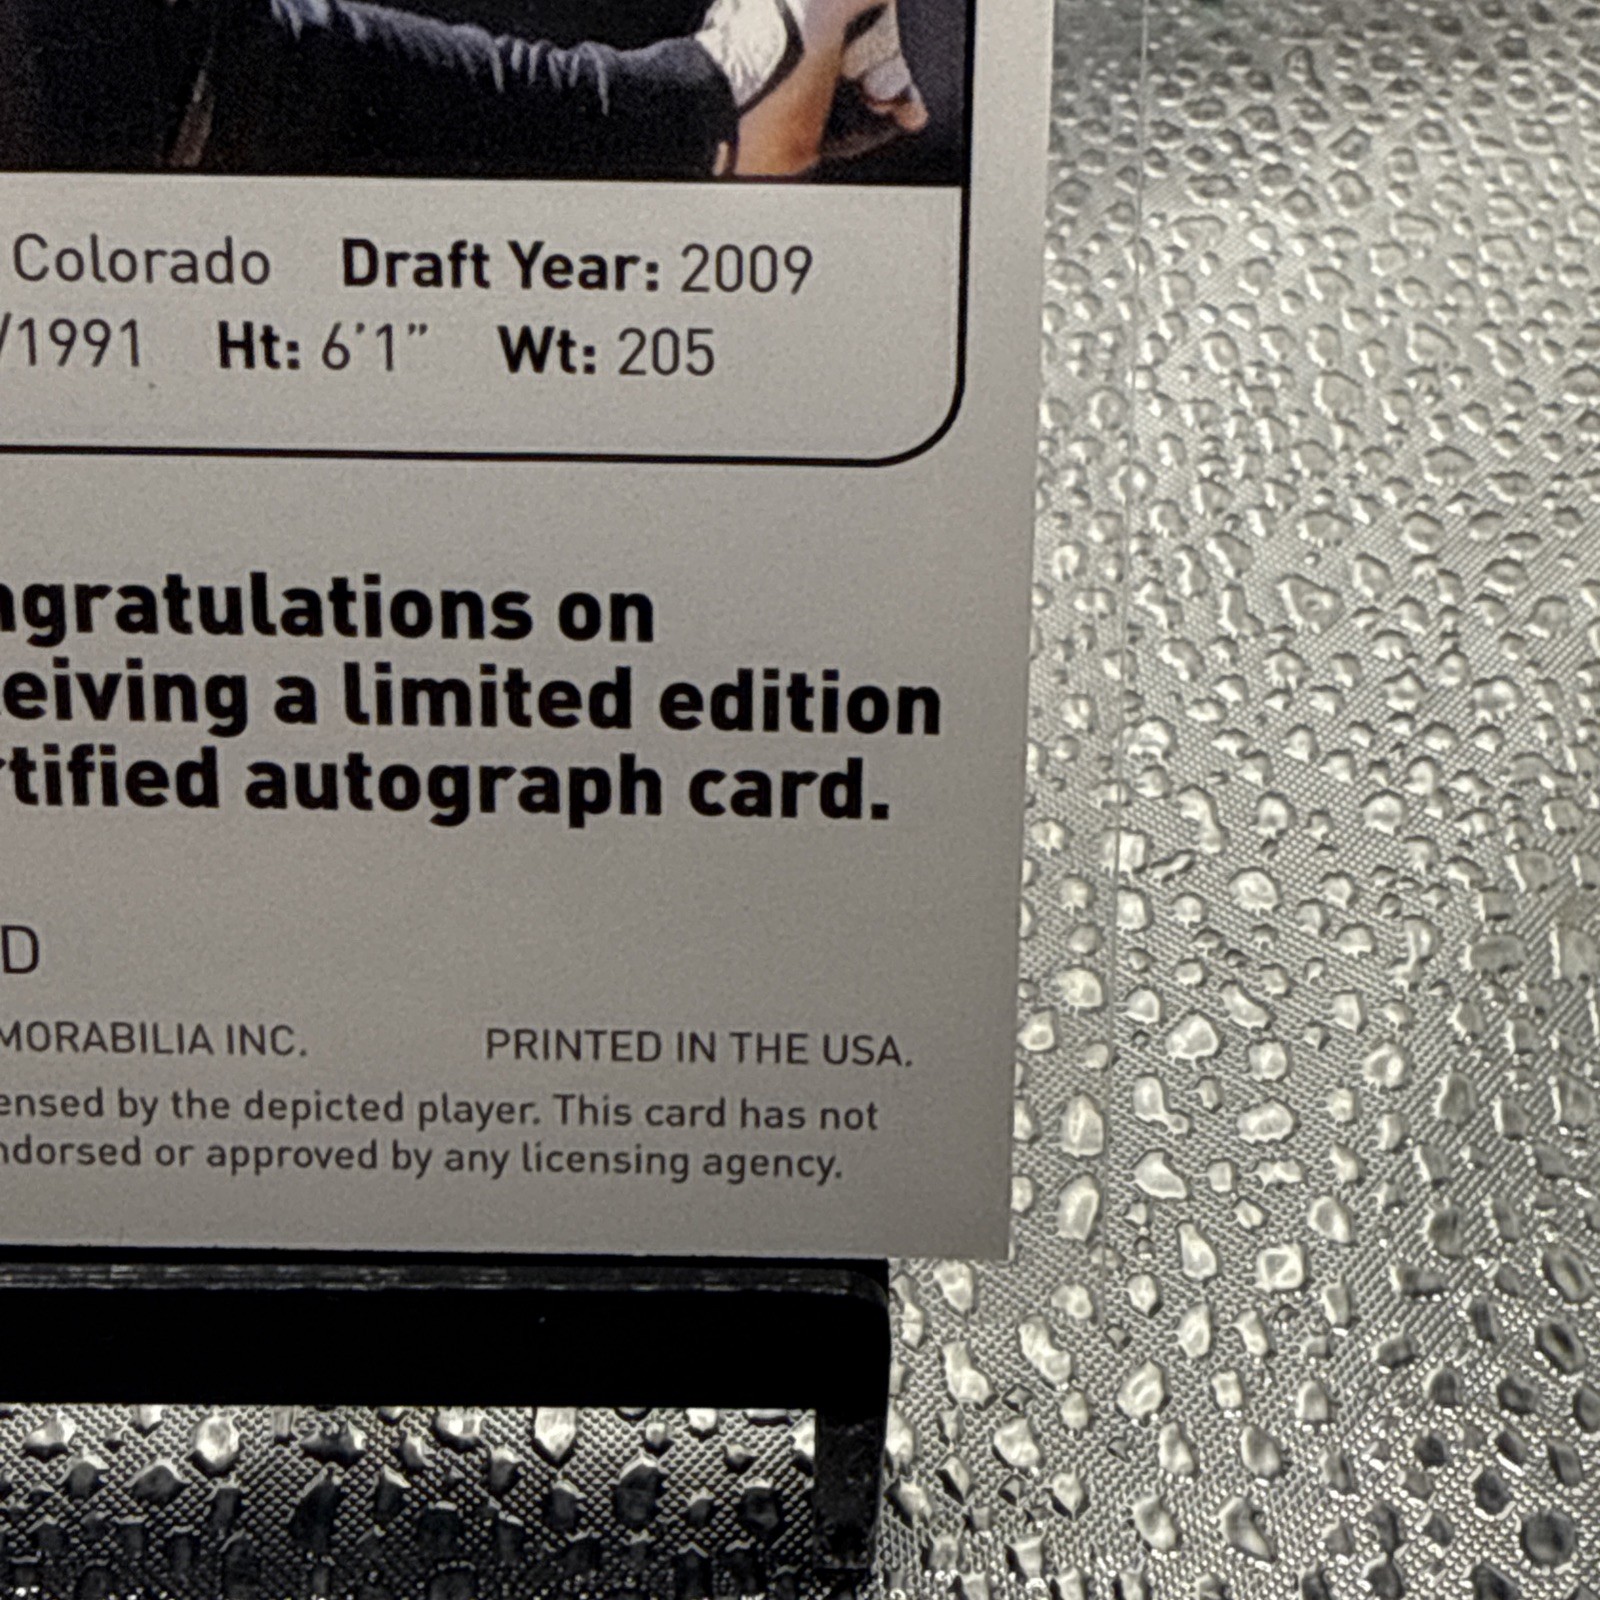 Colorado Draft Year: 2009
/1991 Ht: 6'1" Wt: 205
ngratulations on
eiving a limited edition
rtified autograph card.
D
MORABILIA INC. PRINTED IN THE USA.
ensed by the depicted player. This card has not
ndorsed or approved by any licensing agency.